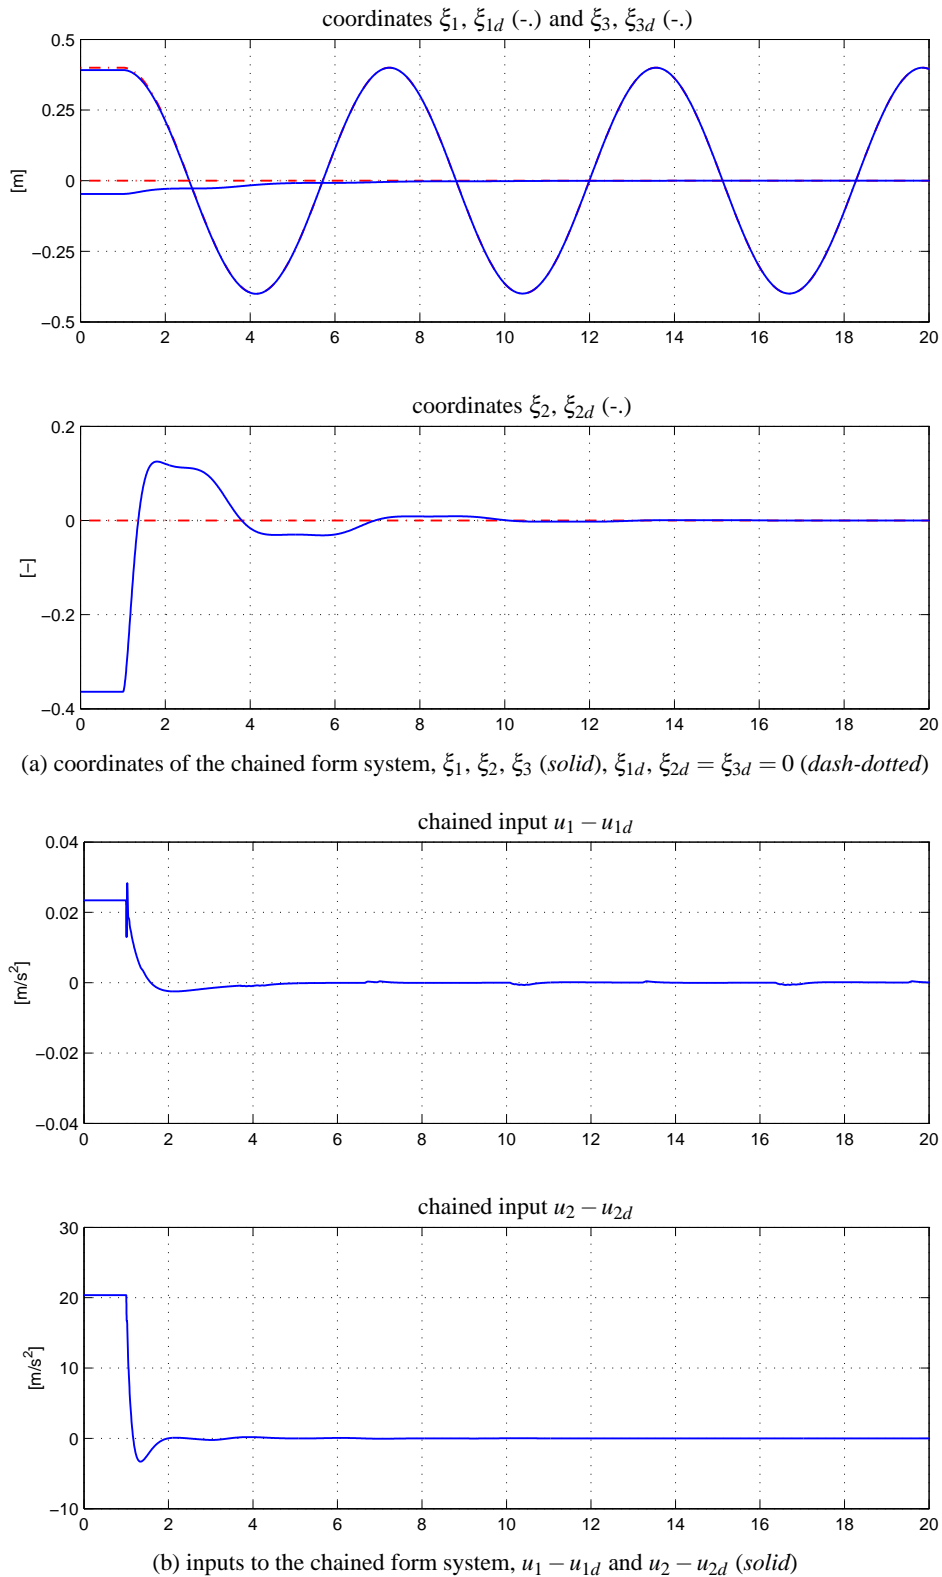 coordinates ξ1, ξ1d (-.) and ξ3, ξ3d (-.)
0.5
0.25
0
−0.25
−0.5
[m]
0 2 4 6 8 10 12 14 16 18 20
coordinates ξ2, ξ2d (-.)
0.2
0
−0.2
−0.4
[−]
0 2 4 6 8 10 12 14 16 18 20
(a) coordinates of the chained form system, ξ1, ξ2, ξ3 (solid), ξ1d, ξ2d = ξ3d = 0 (dash-dotted)
chained input u1 − u1d
0.04
0.02
0
−0.02
−0.04
[m/s2]
0 2 4 6 8 10 12 14 16 18 20
chained input u2 − u2d
30
20
10
0
−10
[m/s2]
0 2 4 6 8 10 12 14 16 18 20
(b) inputs to the chained form system, u1 − u1d and u2 − u2d (solid)